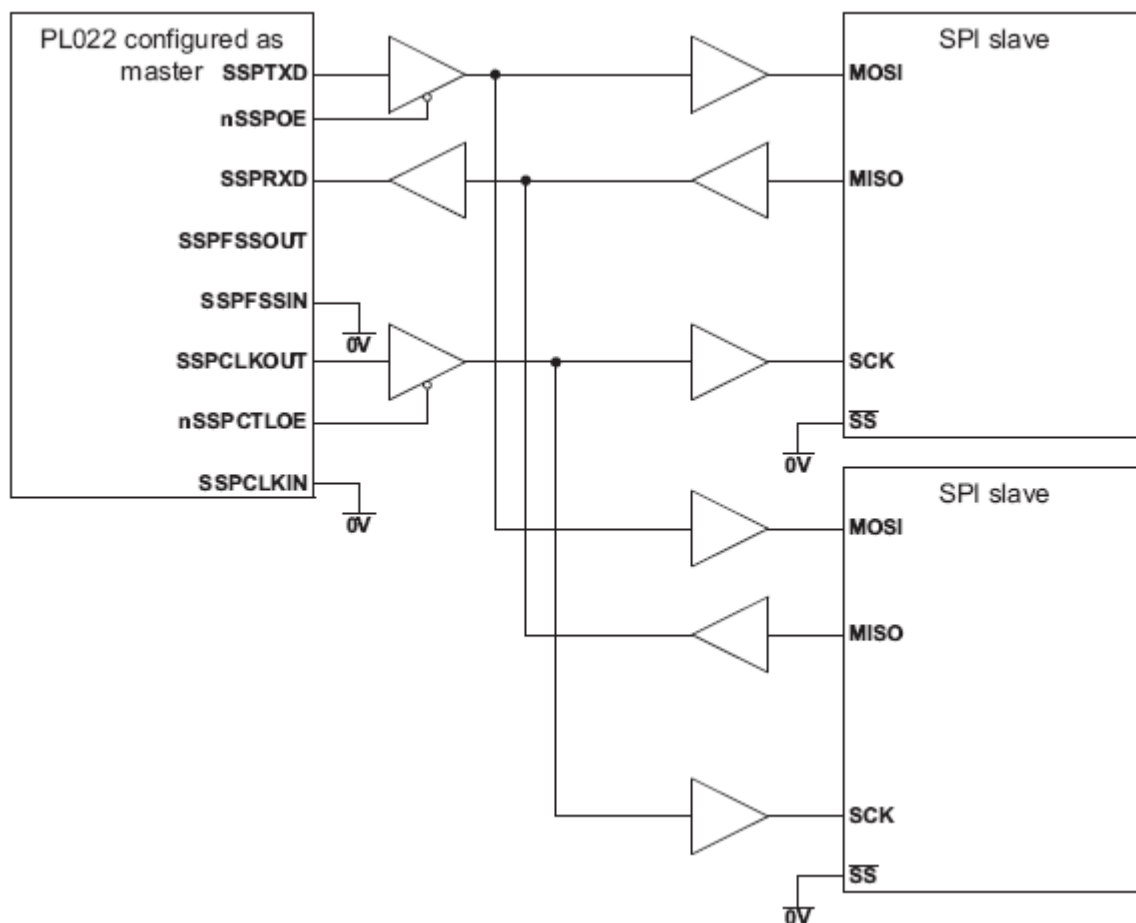 PL022 configured as
master
SSPTXD
nSSPOE
SSPRXD
SSPFSSOUT
SSPFSSIN
0V
SSPCLKOUT
nSSPCTLOE
SSPCLKIN
0V
SPI slave
MOSI
MISO
SCK
SS
0V
SPI slave
MOSI
MISO
SCK
SS
0V